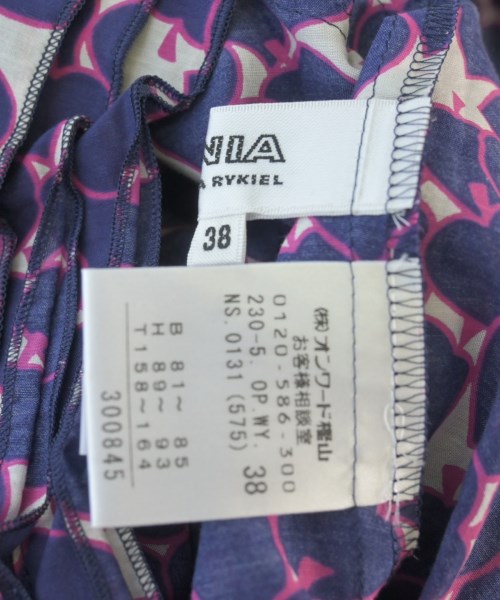 NIA
A RYKIEL
38
㈱オンワード樫山
お客様相談室
0120-586-300
230-5. OP.WY. 38
NS. 0131 (575)
B 81~85
H 89~93
T158~164
300845